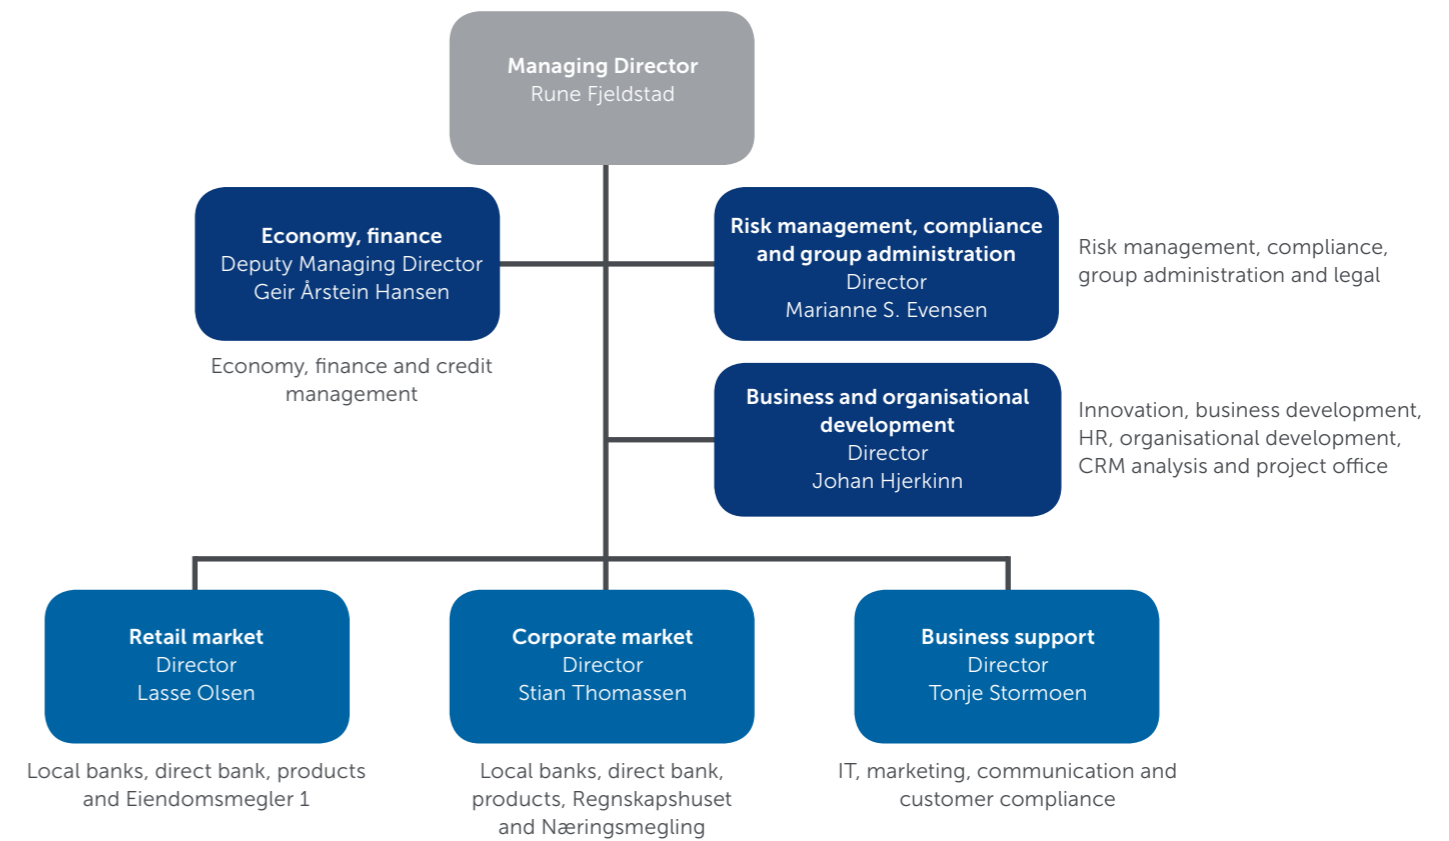 Managing Director
Rune Fjeldstad
Economy, finance
Deputy Managing Director
Geir Årstein Hansen
Economy, finance and credit
management
Risk management, compliance
and group administration
Director
Marianne S. Evensen
Risk management, compliance,
group administration and legal
Business and organisational
development
Director
Johan Hjerkinn
Innovation, business development,
HR, organisational development,
CRM analysis and project office
Retail market
Director
Lasse Olsen
Local banks, direct bank, products
and Eiendomsmegler 1
Corporate market
Director
Stian Thomassen
Local banks, direct bank,
products, Regnskapshuset
and Næringsmegling
Business support
Director
Tonje Stormoen
IT, marketing, communication and
customer compliance